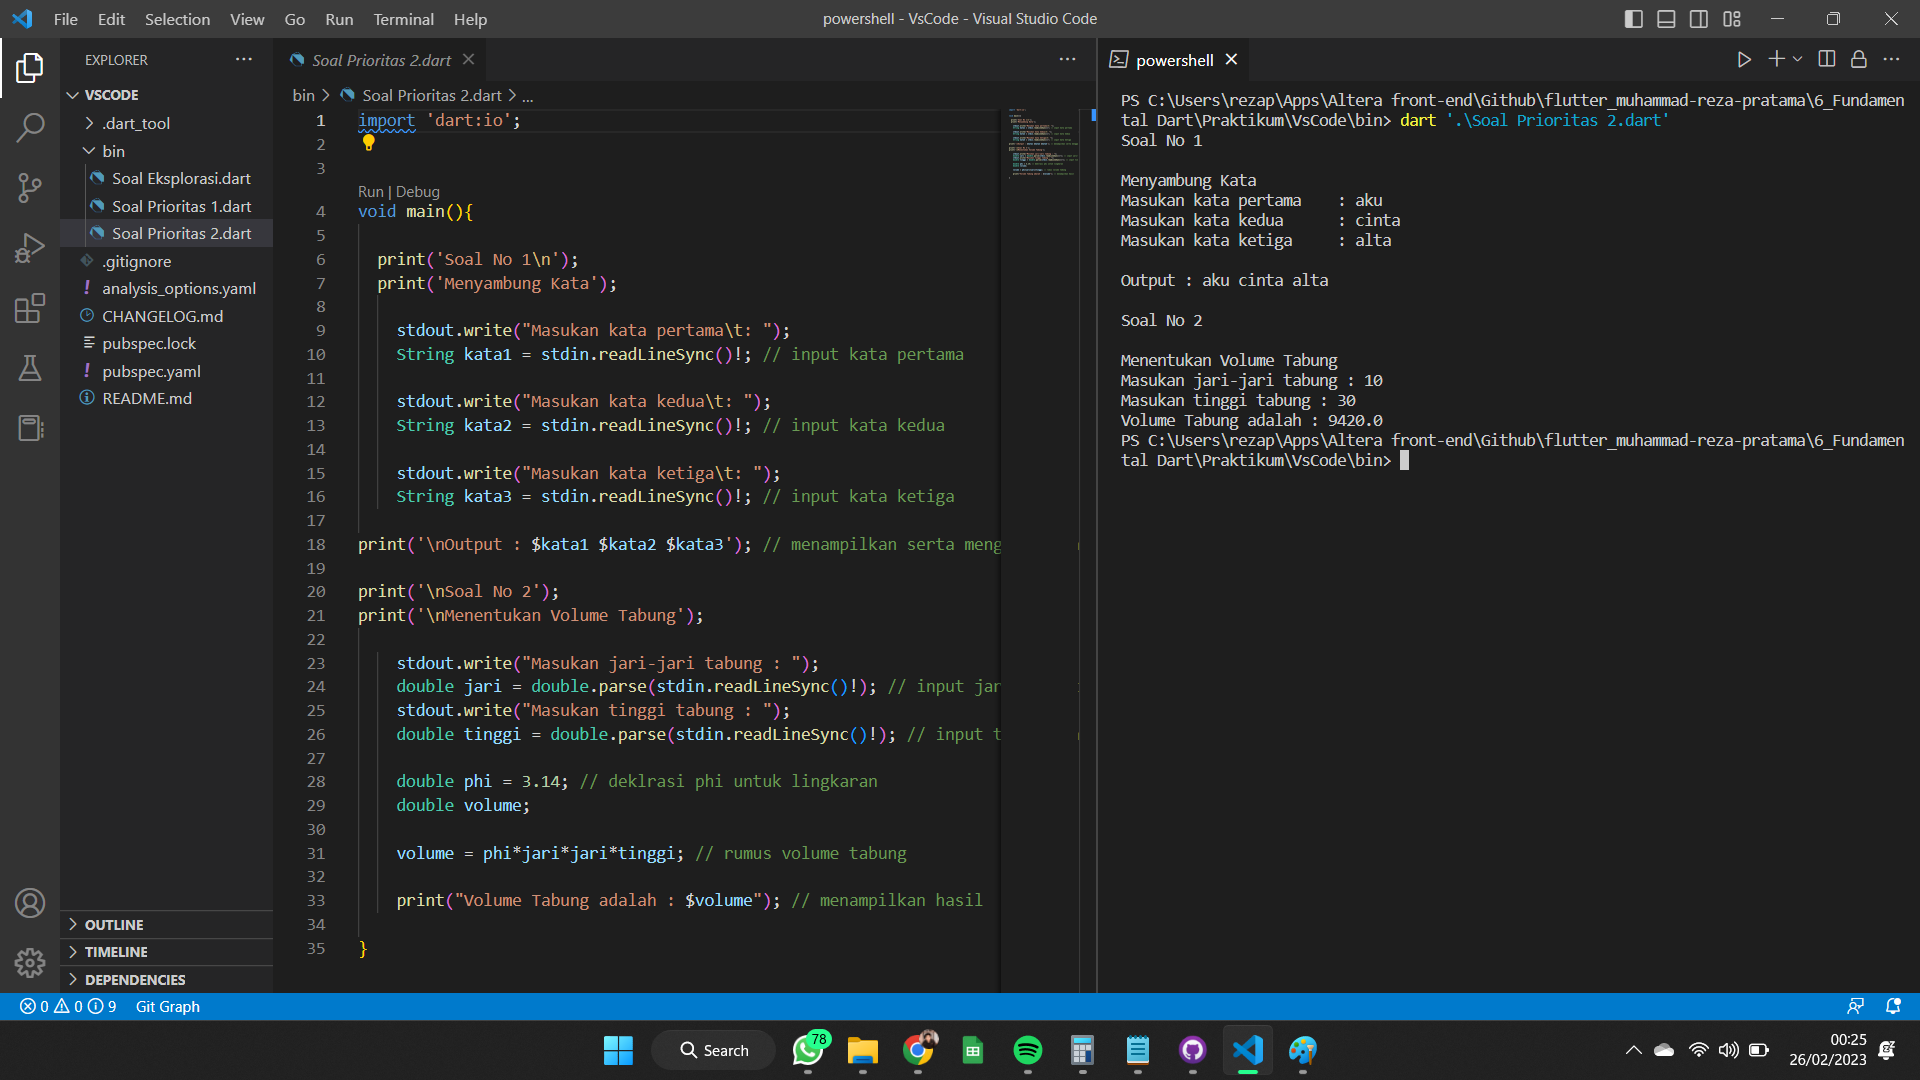 File Edit Selection View Go Run Terminal Help
powershell - VsCode - Visual Studio Code
EXPLORER
VSCODE
.dart_tool
bin
Soal Eksplorasi.dart
Soal Prioritas 1.dart
Soal Prioritas 2.dart
.gitignore
analysis_options.yaml
CHANGELOG.md
pubspec.lock
pubspec.yaml
README.md
OUTLINE
TIMELINE
DEPENDENCIES
Soal Prioritas 2.dart
bin > Soal Prioritas 2.dart > ...
1 import 'dart:io';
2
3
Run | Debug
4 void main(){
5
6 print('Soal No 1\n');
7 print('Menyambung Kata');
8
9 stdout.write("Masukan kata pertama\t: ");
10 String kata1 = stdin.readLineSync()!; // input kata pertama
11
12 stdout.write("Masukan kata kedua\t: ");
13 String kata2 = stdin.readLineSync()!; // input kata kedua
14
15 stdout.write("Masukan kata ketiga\t: ");
16 String kata3 = stdin.readLineSync()!; // input kata ketiga
17
18 print('\nOutput : $kata1 $kata2 $kata3'); // menampilkan serta meng
19
20 print('\nSoal No 2');
21 print('\nMenentukan Volume Tabung');
22
23 stdout.write("Masukan jari-jari tabung : ");
24 double jari = double.parse(stdin.readLineSync()!); // input jar
25 stdout.write("Masukan tinggi tabung : ");
26 double tinggi = double.parse(stdin.readLineSync()!); // input t
27
28 double phi = 3.14; // deklrasi phi untuk lingkaran
29 double volume;
30
31 volume = phi*jari*jari*tinggi; // rumus volume tabung
32
33 print("Volume Tabung adalah : $volume"); // menampilkan hasil
34
35 }
powershell
PS C:\Users\rezap\Apps\Altera front-end\Github\flutter_muhammad-reza-pratama\6_Fundamen
tal Dart\Praktikum\VsCode\bin> dart '.\Soal Prioritas 2.dart'
Soal No 1
Menyambung Kata
Masukan kata pertama : aku
Masukan kata kedua : cinta
Masukan kata ketiga : alta
Output : aku cinta alta
Soal No 2
Menentukan Volume Tabung
Masukan jari-jari tabung : 10
Masukan tinggi tabung : 30
Volume Tabung adalah : 9420.0
PS C:\Users\rezap\Apps\Altera front-end\Github\flutter_muhammad-reza-pratama\6_Fundamen
tal Dart\Praktikum\VsCode\bin>
0 0 9 Git Graph
Search
78
00:25
26/02/2023